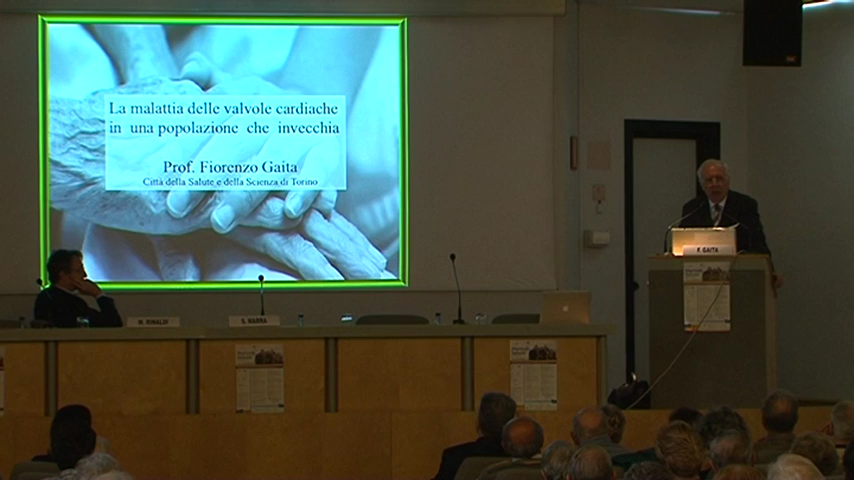 La malattia delle valvole cardiache
in una popolazione che invecchia
Prof. Fiorenzo Gaita
Città della Salute e della Scienza di Torino
F. GAITA
M. RINALDI
S. MARRA